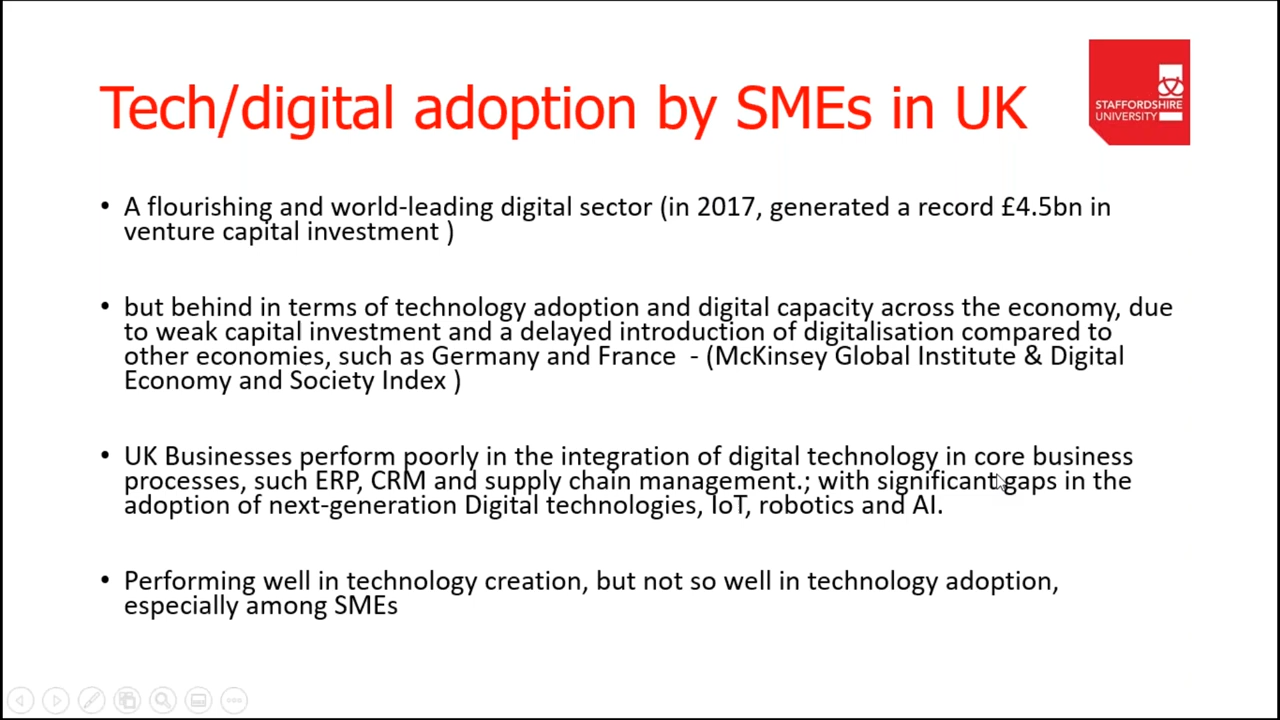 Tech/digital adoption by SMEs in UK
STAFFORDSHIRE
UNIVERSITY
• A flourishing and world-leading digital sector (in 2017, generated a record £4.5bn in
venture capital investment )
• but behind in terms of technology adoption and digital capacity across the economy, due
to weak capital investment and a delayed introduction of digitalisation compared to
other economies, such as Germany and France - (McKinsey Global Institute & Digital
Economy and Society Index )
• UK Businesses perform poorly in the integration of digital technology in core business
processes, such ERP, CRM and supply chain management.; with significant gaps in the
adoption of next-generation Digital technologies, IoT, robotics and AI.
• Performing well in technology creation, but not so well in technology adoption,
especially among SMEs